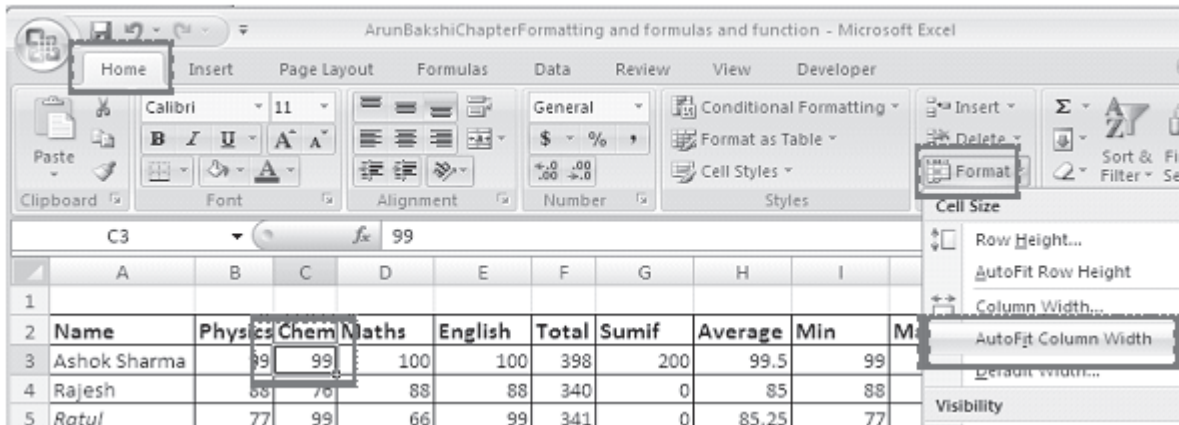 ArunBakshiChapterFormatting and formulas and function - Microsoft Excel
Home Insert Page Layout Formulas Data Review View Developer
Calibri 11 General Conditional Formatting Insert Σ
Paste B I U A A $ % , Format as Table Delete Sort & Filter
A Cell Styles Format
Clipboard Font Alignment Number Styles
Cell Size
C3 fx 99
Row Height...
AutoFit Row Height
Column Width...
AutoFit Column Width
Default Width...
Visibility
A B C D E F G H I
1
2 Name Physics Chem Maths English Total Sumif Average Min
3 Ashok Sharma 99 99 100 100 398 200 99.5 99
4 Rajesh 88 76 88 88 340 0 85 88
5 Ratul 77 99 66 99 341 0 85.25 77